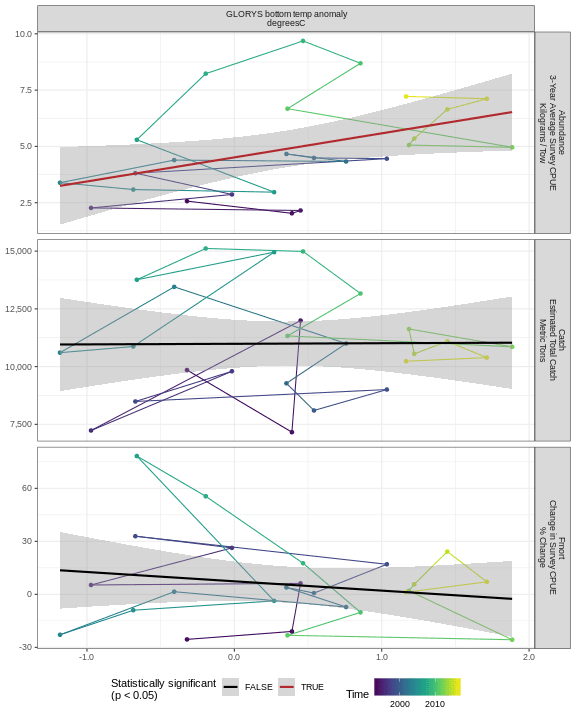 GLORYS bottom temp anomaly
degreesC
10.0
7.5
5.0
2.5
Abundance
3-Year Average Survey CPUE
Kilograms / Tow
15,000
12,500
10,000
7,500
Catch
Estimated Total Catch
Metric Tons
60
30
0
-30
Fmort
Change in Survey CPUE
% Change
-1.0 0.0 1.0 2.0
Statistically significant
(p < 0.05)
FALSE TRUE
Time
2000 2010